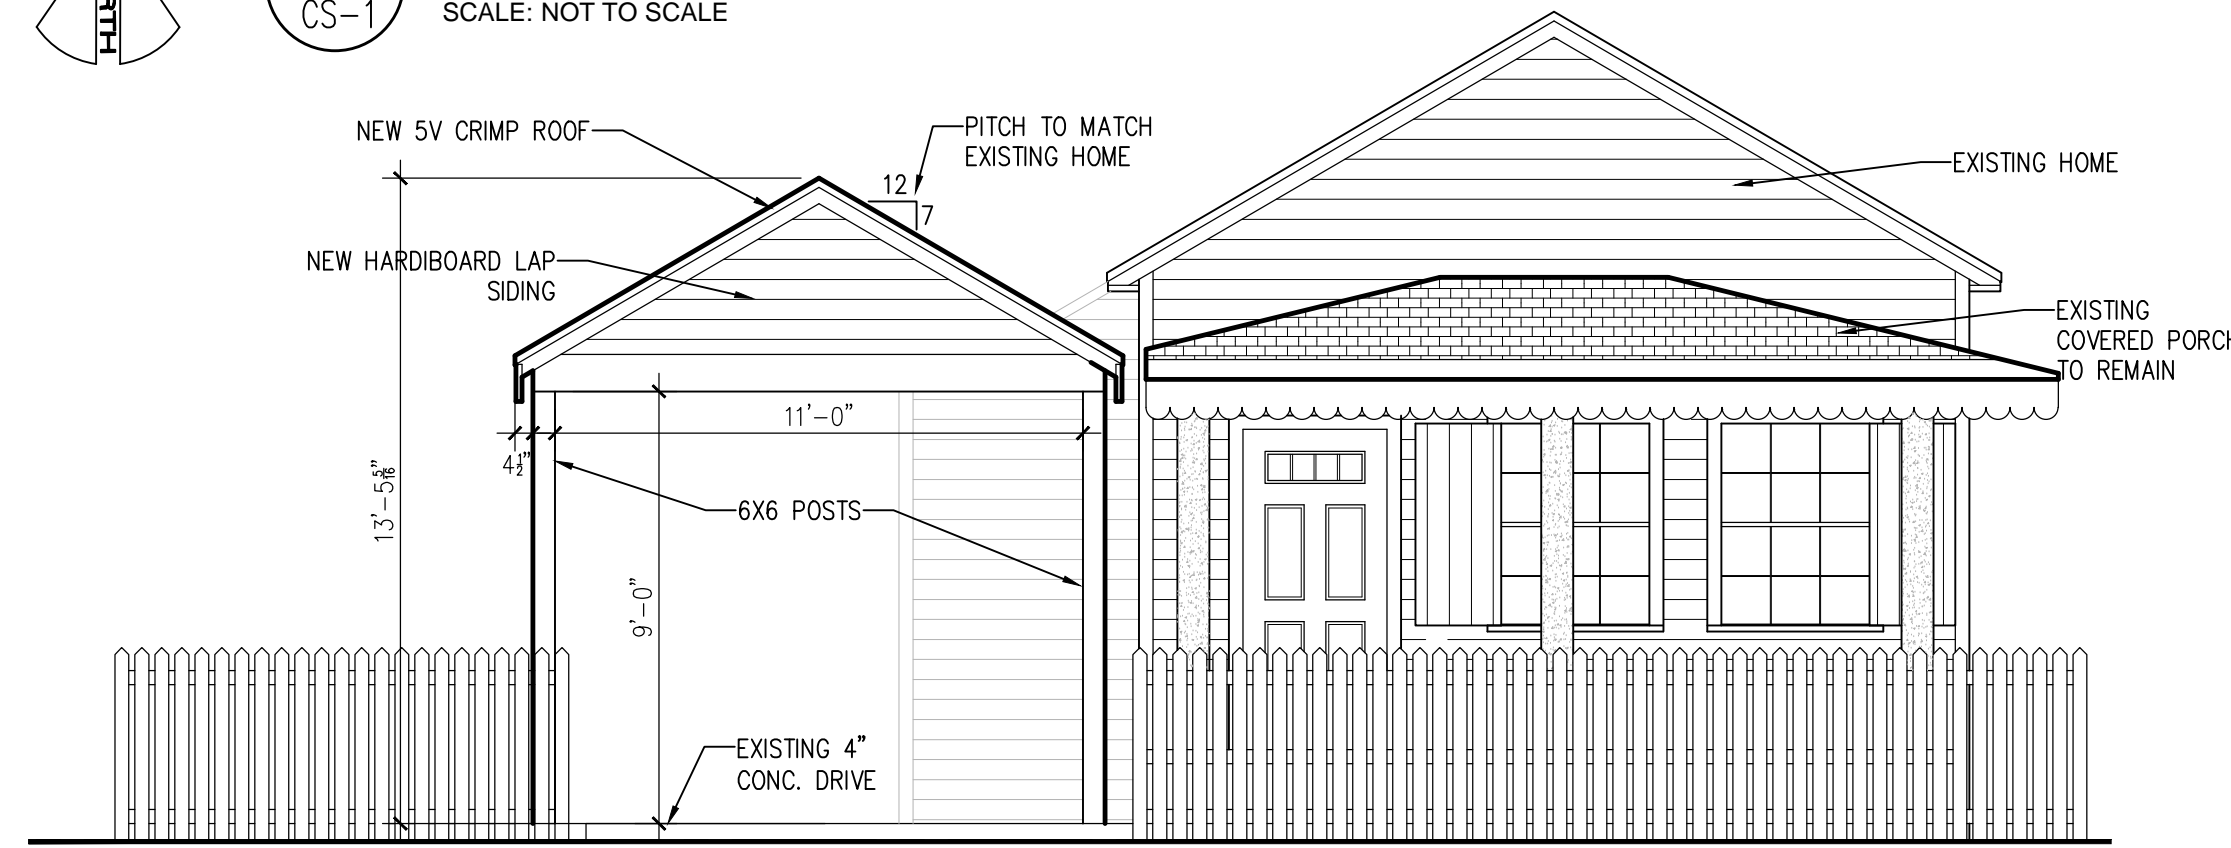 RTH
CS-1
SCALE: NOT TO SCALE
NEW 5V CRIMP ROOF
PITCH TO MATCH
EXISTING HOME
12
7
EXISTING HOME
NEW HARDIBOARD LAP
SIDING
EXISTING
COVERED PORCH
TO REMAIN
11'-0"
4½"
13'-5 5/16"
6X6 POSTS
9'-0"
EXISTING 4"
CONC. DRIVE